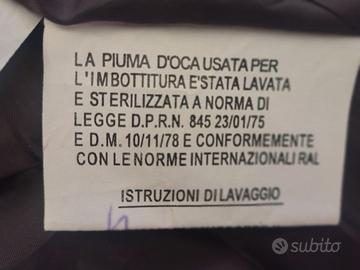 LA PIUMA D'OCA USATA PER
L'IMBOTTITURA E'STATA LAVATA
E STERILIZZATA A NORMA DI
LEGGE D.P.R.N. 845 23/01/75
E D.M. 10/11/78 E CONFORMEMENTE
CON LE NORME INTERNAZIONALI RAL
ISTRUZIONI DI LAVAGGIO
subito